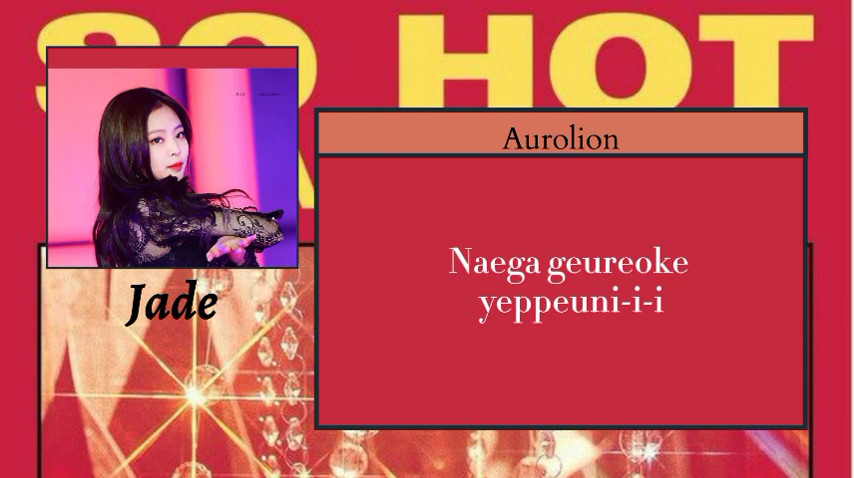 SO HOT
Aurolion
Naega geureoke
yeppeuni-i-i
Jade